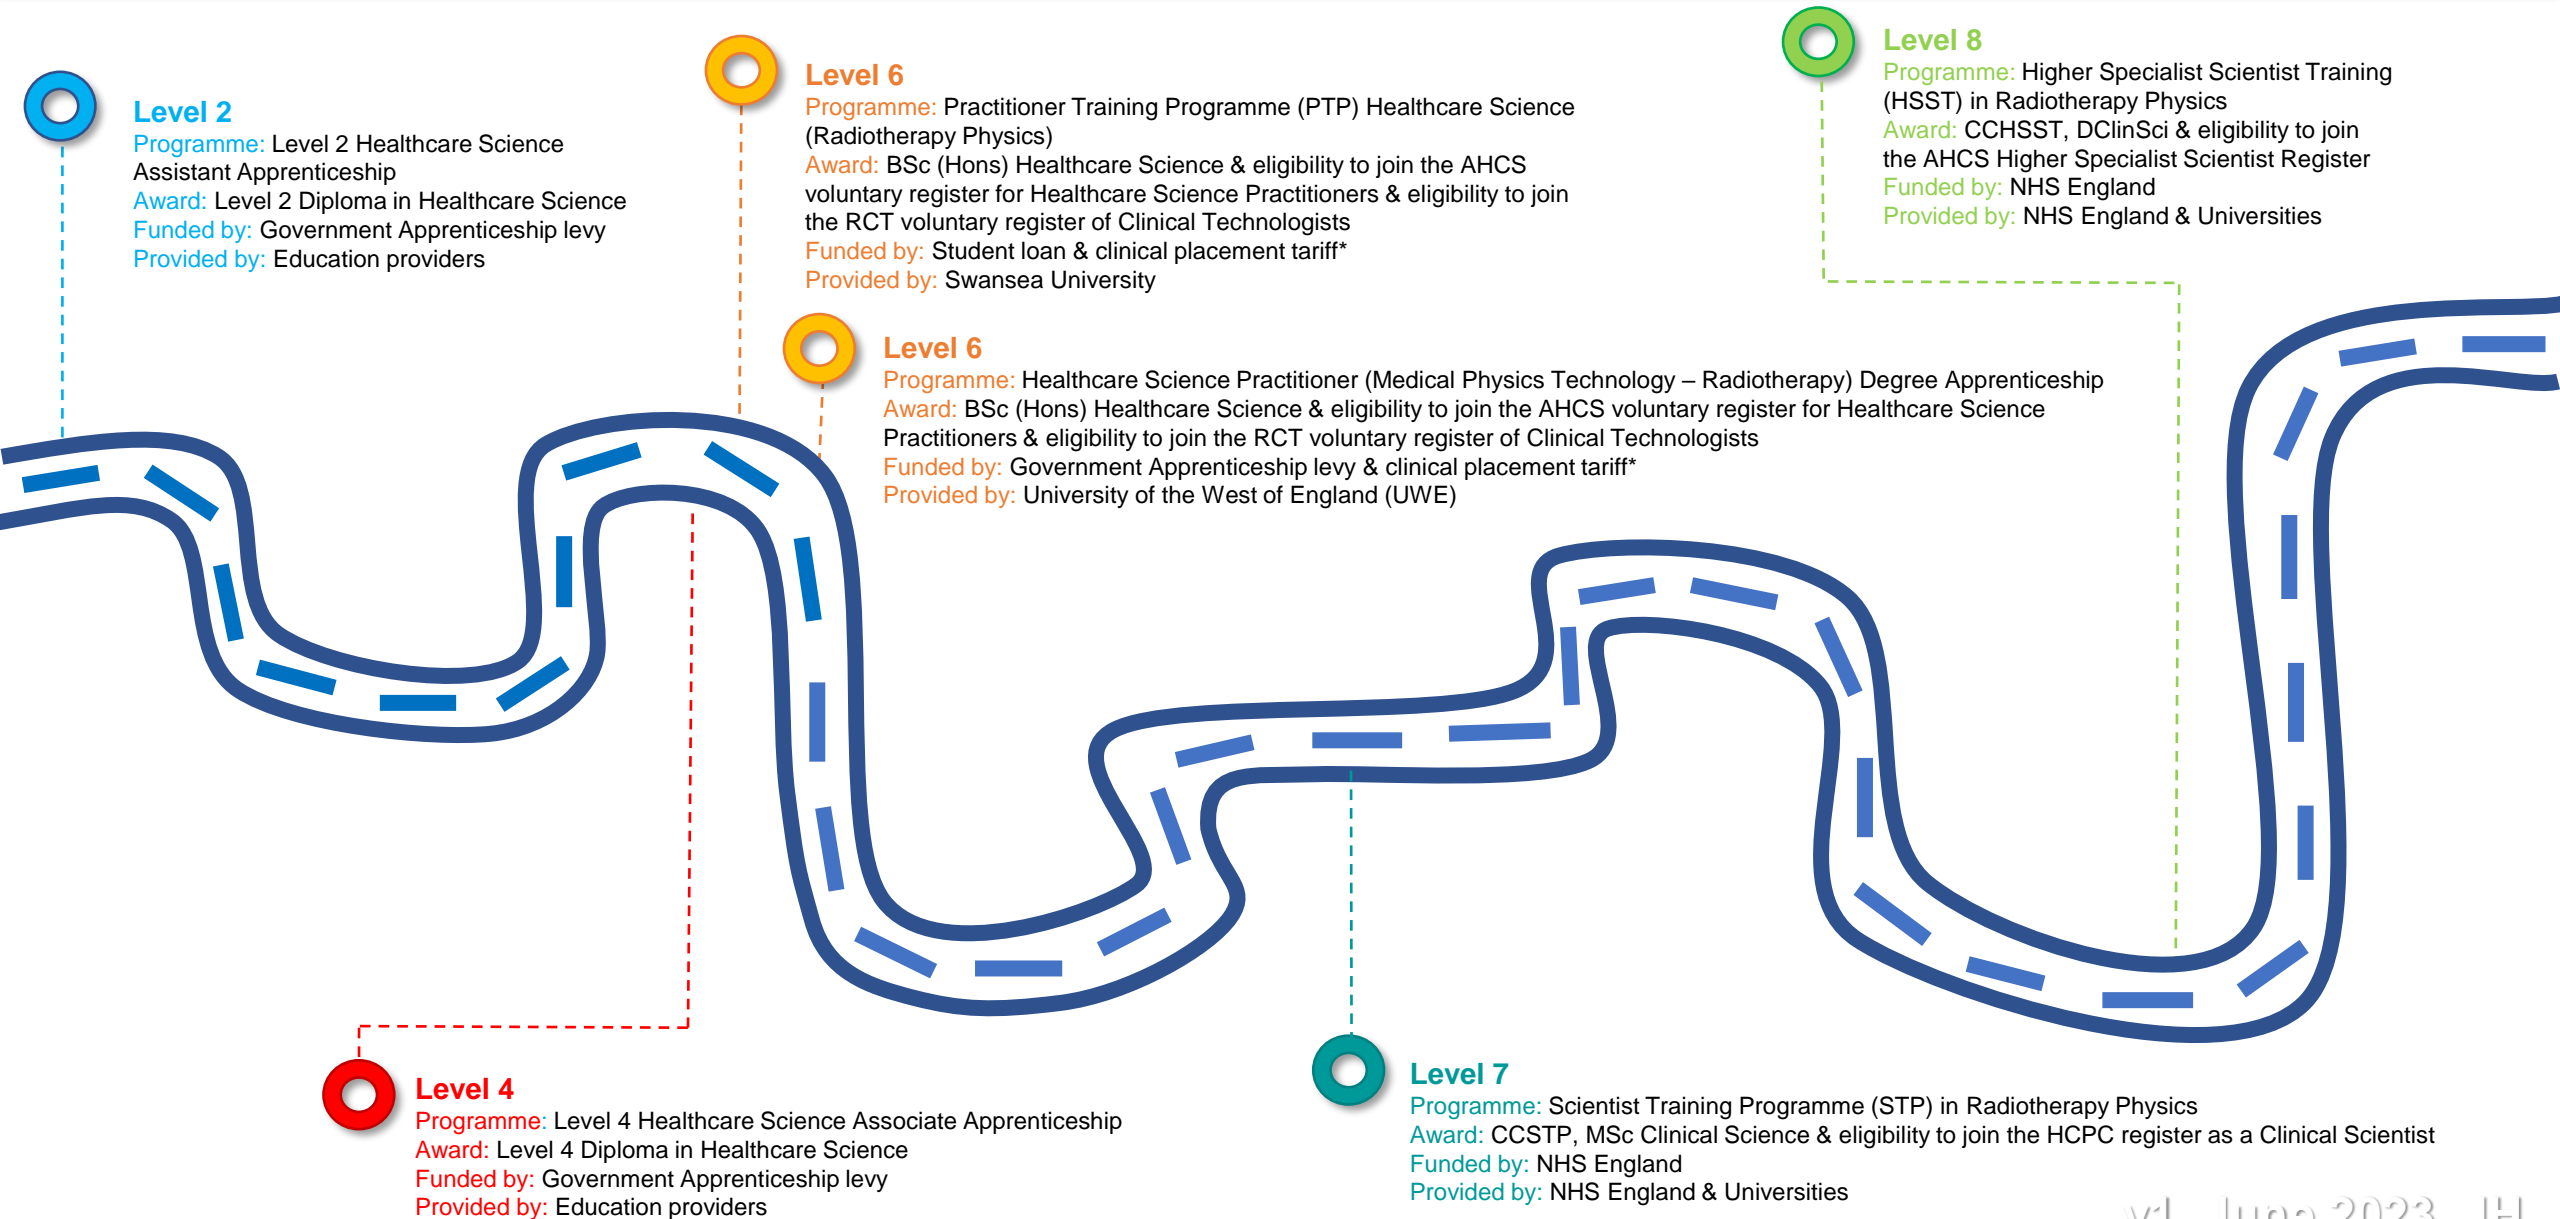 Level 2
Programme: Level 2 Healthcare Science
Assistant Apprenticeship
Award: Level 2 Diploma in Healthcare Science
Funded by: Government Apprenticeship levy
Provided by: Education providers
Level 6
Programme: Practitioner Training Programme (PTP) Healthcare Science
(Radiotherapy Physics)
Award: BSc (Hons) Healthcare Science & eligibility to join the AHCS
voluntary register for Healthcare Science Practitioners & eligibility to join
the RCT voluntary register of Clinical Technologists
Funded by: Student loan & clinical placement tariff*
Provided by: Swansea University
Level 8
Programme: Higher Specialist Scientist Training
(HSST) in Radiotherapy Physics
Award: CCHSST, DClinSci & eligibility to join
the AHCS Higher Specialist Scientist Register
Funded by: NHS England
Provided by: NHS England & Universities
Level 6
Programme: Healthcare Science Practitioner (Medical Physics Technology – Radiotherapy) Degree Apprenticeship
Award: BSc (Hons) Healthcare Science & eligibility to join the AHCS voluntary register for Healthcare Science
Practitioners & eligibility to join the RCT voluntary register of Clinical Technologists
Funded by: Government Apprenticeship levy & clinical placement tariff*
Provided by: University of the West of England (UWE)
Level 4
Programme: Level 4 Healthcare Science Associate Apprenticeship
Award: Level 4 Diploma in Healthcare Science
Funded by: Government Apprenticeship levy
Provided by: Education providers
Level 7
Programme: Scientist Training Programme (STP) in Radiotherapy Physics
Award: CCSTP, MSc Clinical Science & eligibility to join the HCPC register as a Clinical Scientist
Funded by: NHS England
Provided by: NHS England & Universities
v1 June 2023